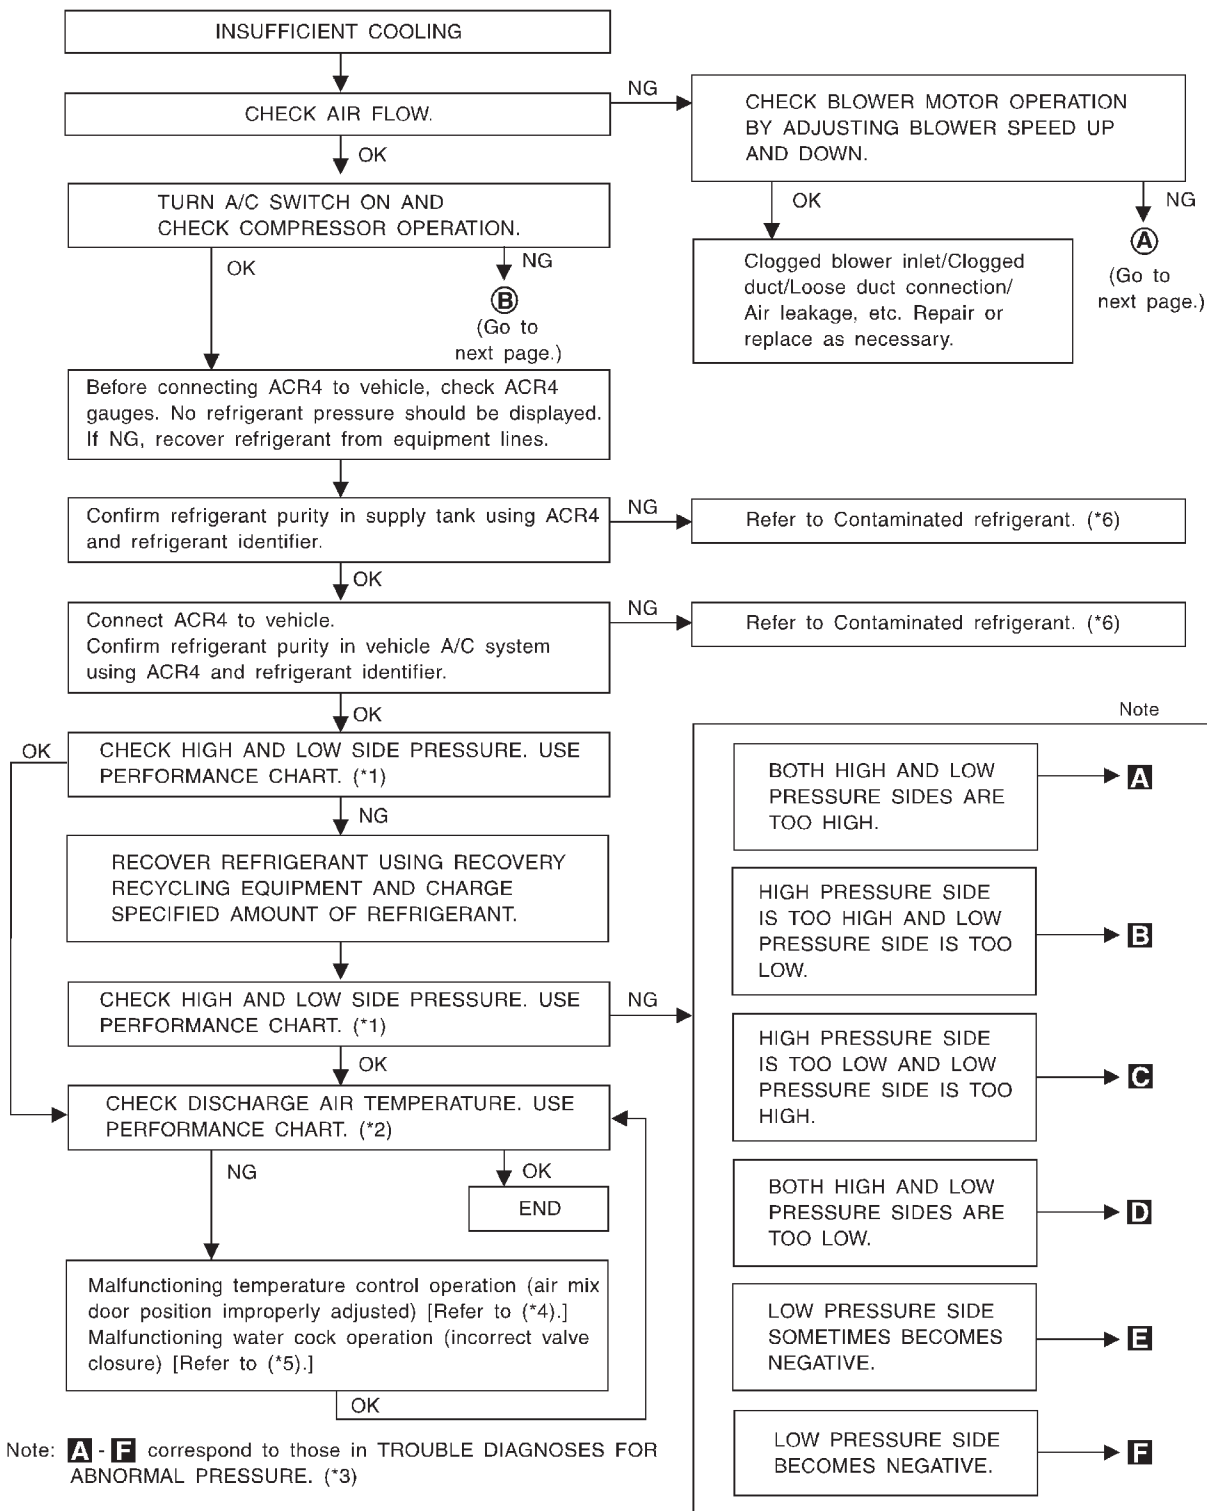 INSUFFICIENT COOLING
CHECK AIR FLOW.
NG
CHECK BLOWER MOTOR OPERATION
BY ADJUSTING BLOWER SPEED UP
AND DOWN.
OK
TURN A/C SWITCH ON AND
CHECK COMPRESSOR OPERATION.
OK
NG
B
(Go to
next page.)
OK
NG
A
(Go to
next page.)
Clogged blower inlet/Clogged
duct/Loose duct connection/
Air leakage, etc. Repair or
replace as necessary.
Before connecting ACR4 to vehicle, check ACR4
gauges. No refrigerant pressure should be displayed.
If NG, recover refrigerant from equipment lines.
Confirm refrigerant purity in supply tank using ACR4
and refrigerant identifier.
NG
Refer to Contaminated refrigerant. (*6)
OK
Connect ACR4 to vehicle.
Confirm refrigerant purity in vehicle A/C system
using ACR4 and refrigerant identifier.
NG
Refer to Contaminated refrigerant. (*6)
OK
OK
CHECK HIGH AND LOW SIDE PRESSURE. USE
PERFORMANCE CHART. (*1)
NG
RECOVER REFRIGERANT USING RECOVERY
RECYCLING EQUIPMENT AND CHARGE
SPECIFIED AMOUNT OF REFRIGERANT.
CHECK HIGH AND LOW SIDE PRESSURE. USE
PERFORMANCE CHART. (*1)
NG
OK
CHECK DISCHARGE AIR TEMPERATURE. USE
PERFORMANCE CHART. (*2)
NG
OK
END
Malfunctioning temperature control operation (air mix
door position improperly adjusted) [Refer to (*4).]
Malfunctioning water cock operation (incorrect valve
closure) [Refer to (*5).]
OK
Note
BOTH HIGH AND LOW
PRESSURE SIDES ARE
TOO HIGH.
A
HIGH PRESSURE SIDE
IS TOO HIGH AND LOW
PRESSURE SIDE IS TOO
LOW.
B
HIGH PRESSURE SIDE
IS TOO LOW AND LOW
PRESSURE SIDE IS TOO
HIGH.
C
BOTH HIGH AND LOW
PRESSURE SIDES ARE
TOO LOW.
D
LOW PRESSURE SIDE
SOMETIMES BECOMES
NEGATIVE.
E
LOW PRESSURE SIDE
BECOMES NEGATIVE.
F
Note: A - F correspond to those in TROUBLE DIAGNOSES FOR
ABNORMAL PRESSURE. (*3)